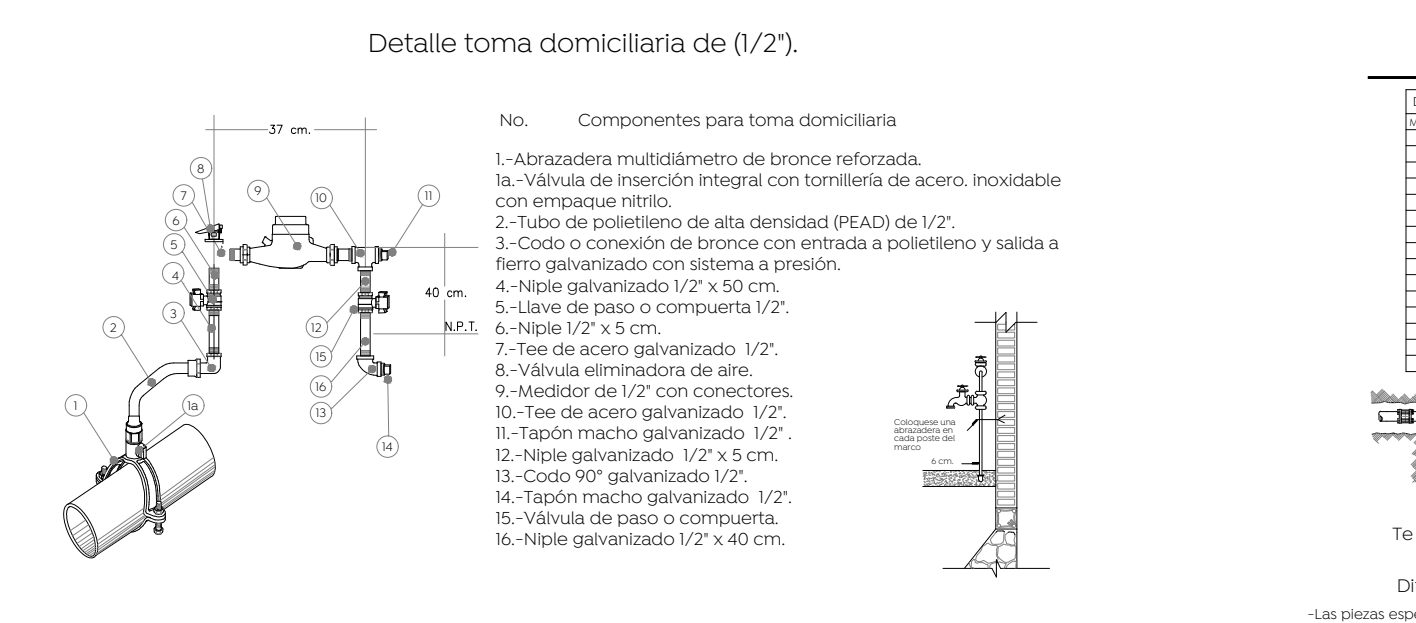 Detalle toma domiciliaria de (1/2").
37 cm.
8
7
6
5
4
3
2
1
1a
9
10
11
12
15
16
13
14
40 cm.
N.P.T.
No. Componentes para toma domiciliaria
1.-Abrazadera multidiámetro de bronce reforzada.
1a.-Válvula de inserción integral con tornillería de acero. inoxidable
con empaque nitrilo.
2.-Tubo de polietileno de alta densidad (PEAD) de 1/2".
3.-Codo o conexión de bronce con entrada a polietileno y salida a
fierro galvanizado con sistema a presión.
4.-Niple galvanizado 1/2" x 50 cm.
5.-Llave de paso o compuerta 1/2".
6.-Niple 1/2" x 5 cm.
7.-Tee de acero galvanizado 1/2".
8.-Válvula eliminadora de aire.
9.-Medidor de 1/2" con conectores.
10.-Tee de acero galvanizado 1/2".
11.-Tapón macho galvanizado 1/2" .
12.-Niple galvanizado 1/2" x 5 cm.
13.-Codo 90° galvanizado 1/2".
14.-Tapón macho galvanizado 1/2".
15.-Válvula de paso o compuerta.
16.-Niple galvanizado 1/2" x 40 cm.
Coloquese una
abrazadera en
cada poste del
marco
6 cm.
Te
-Las piezas